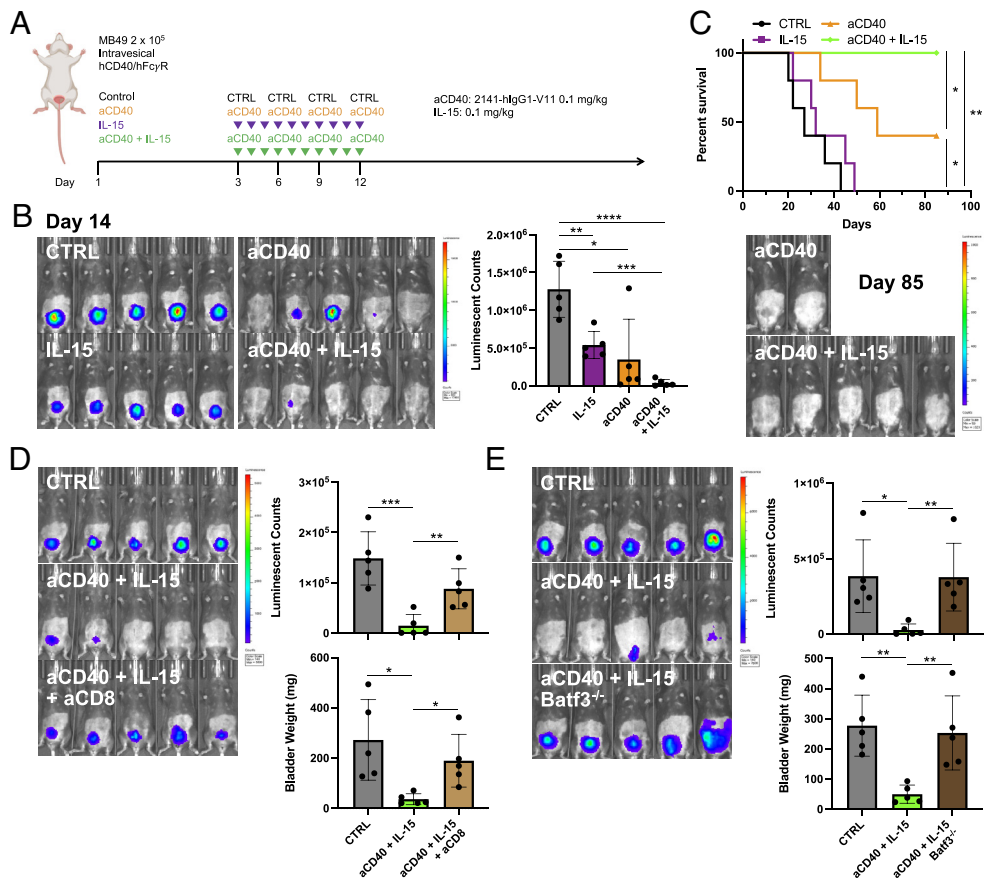 A
MB49 2 x 10⁵
Intravesical
hCD40/hFcγR
Control
aCD40
IL-15
aCD40 + IL-15
CTRL CTRL CTRL CTRL
aCD40 aCD40 aCD40 aCD40
aCD40 aCD40 aCD40 aCD40
aCD40: 2141-hIgG1-V11 0.1 mg/kg
IL-15: 0.1 mg/kg
Day 1 3 6 9 12
B
Day 14
CTRL
aCD40
IL-15
aCD40 + IL-15
Luminescence
Counts
Luminescent Counts
2.0×10⁶
1.5×10⁶
1.0×10⁶
5.0×10⁵
0.0
****
**
*
***
CTRL
IL-15
aCD40
aCD40
+ IL-15
C
CTRL
aCD40
IL-15
aCD40 + IL-15
Percent survival
100
50
0
0 20 40 60 80 100
Days
*
**
*
aCD40
Day 85
aCD40 + IL-15
D
CTRL
aCD40 + IL-15
aCD40 + IL-15
+ aCD8
Luminescence
Counts
Luminescent Counts
3×10⁵
2×10⁵
1×10⁵
0
***
**
Bladder Weight (mg)
600
400
200
0
*
*
CTRL
aCD40 + IL-15
aCD40 + IL-15
+ aCD8
E
CTRL
aCD40 + IL-15
aCD40 + IL-15
Batf3⁻/⁻
Luminescence
Counts
Luminescent Counts
1×10⁶
5×10⁵
0
*
**
Bladder Weight (mg)
500
400
300
200
100
0
**
**
CTRL
aCD40 + IL-15
aCD40 + IL-15
Batf3⁻/⁻